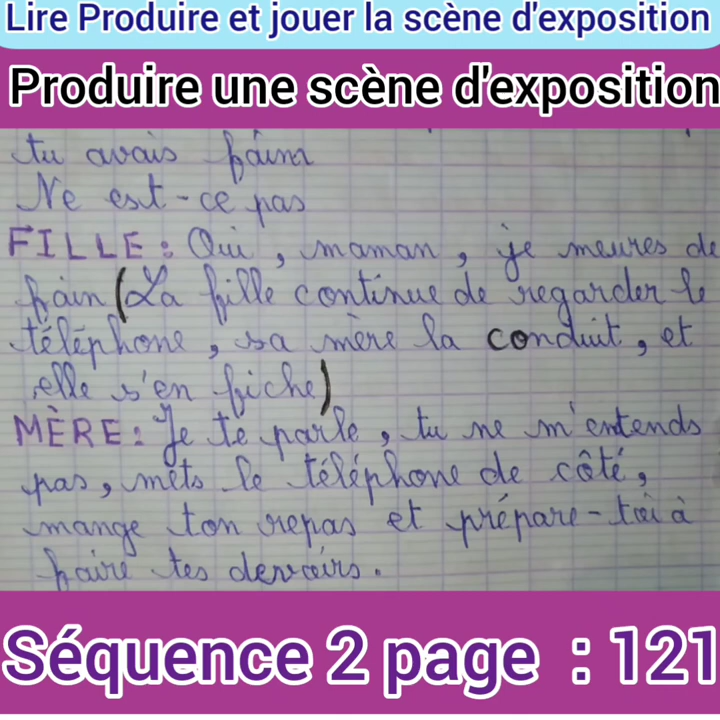 Lire Produire et jouer la scène d'exposition
Produire une scène d'exposition
tu avais faim
Ne est-ce pas
FILLE : Oui, maman, je meures de
fain (La fille continue de regarder le
téléphone, sa mère la conduit, et
elle s'en fiche)
MÈRE : Je te parle, tu ne m'entends
pas, mets le téléphone de côté,
mange ton repas et prépare-toi à
faire tes devoirs.
Séquence 2 page : 121